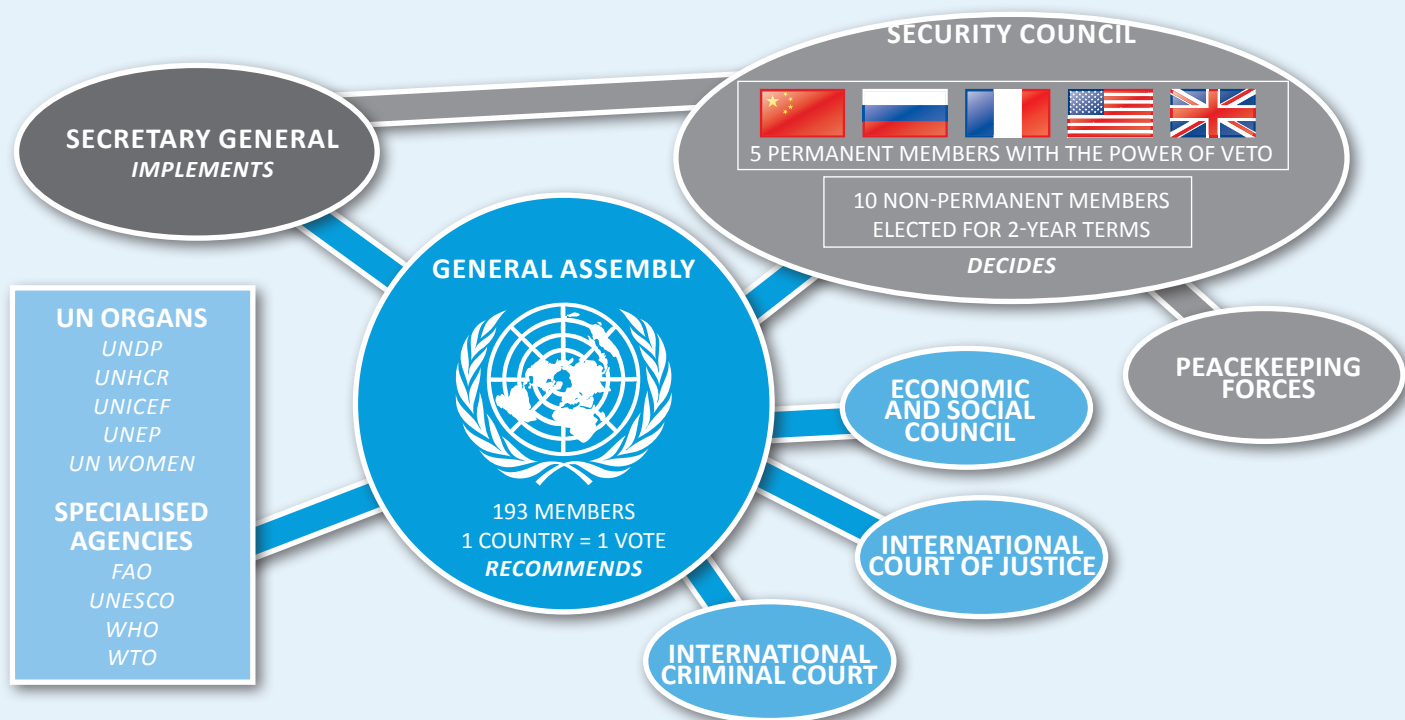 SECURITY COUNCIL
5 PERMANENT MEMBERS WITH THE POWER OF VETO
10 NON-PERMANENT MEMBERS
ELECTED FOR 2-YEAR TERMS
DECIDES
SECRETARY GENERAL
IMPLEMENTS
GENERAL ASSEMBLY
193 MEMBERS
1 COUNTRY = 1 VOTE
RECOMMENDS
UN ORGANS
UNDP
UNHCR
UNICEF
UNEP
UN WOMEN
SPECIALISED
AGENCIES
FAO
UNESCO
WHO
WTO
PEACEKEEPING
FORCES
ECONOMIC
AND SOCIAL
COUNCIL
INTERNATIONAL
COURT OF JUSTICE
INTERNATIONAL
CRIMINAL COURT